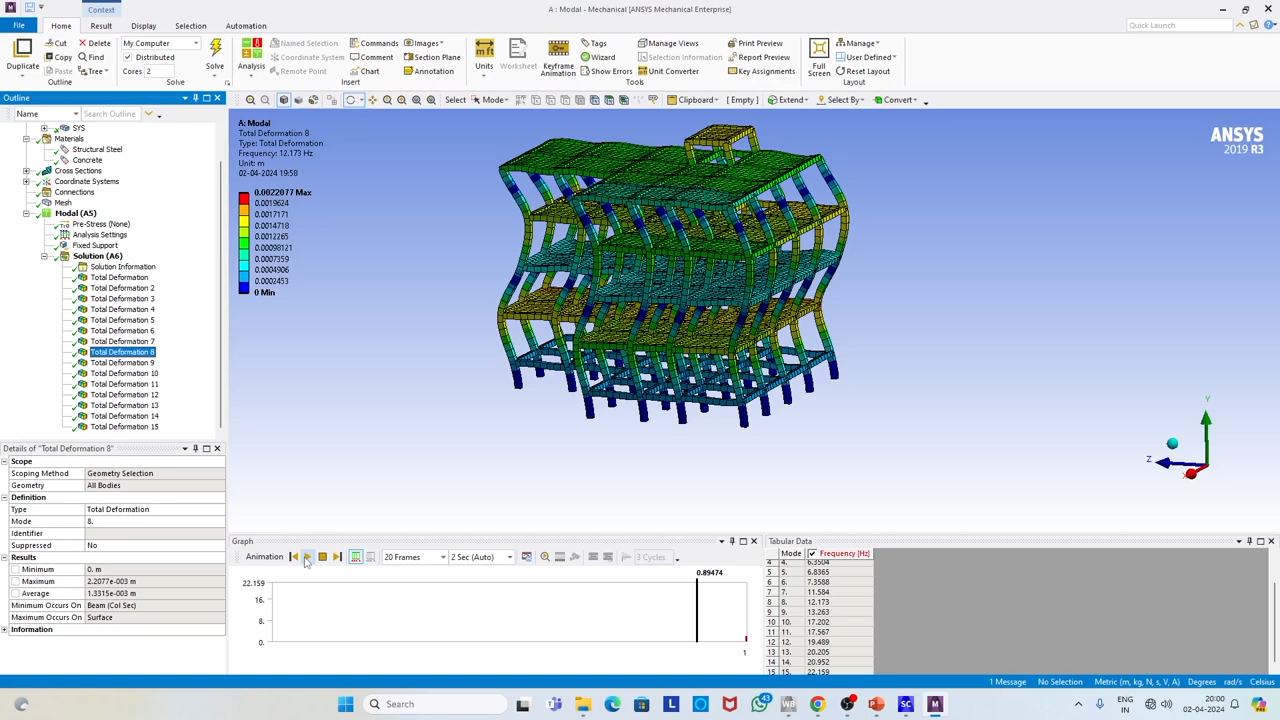 Context
A : Modal - Mechanical [ANSYS Mechanical Enterprise]
File Home Result Display Selection Automation
Quick Launch
Duplicate
Cut
Copy
Paste
Delete
Find
Tree
Outline
My Computer
Distributed
Cores 2
Solve
Solve
Analysis
Named Selection
Coordinate System
Remote Point
Commands
Comment
Chart
Images
Section Plane
Annotation
Insert
Units
Worksheet
Keyframe
Animation
Tags
Wizard
Show Errors
Manage Views
Selection Information
Unit Converter
Print Preview
Report Preview
Key Assignments
Tools
Full
Screen
Manage
User Defined
Reset Layout
Layout
Outline
Select Mode Clipboard [ Empty ] Extend Select By Convert
Name Search Outline
SYS
Materials
Structural Steel
Concrete
Cross Sections
Coordinate Systems
Connections
Mesh
Modal (A5)
Pre-Stress (None)
Analysis Settings
Fixed Support
Solution (A6)
Solution Information
Total Deformation
Total Deformation 2
Total Deformation 3
Total Deformation 4
Total Deformation 5
Total Deformation 6
Total Deformation 7
Total Deformation 8
Total Deformation 9
Total Deformation 10
Total Deformation 11
Total Deformation 12
Total Deformation 13
Total Deformation 14
Total Deformation 15
A: Modal
Total Deformation 8
Type: Total Deformation
Frequency: 12.173 Hz
Unit: m
02-04-2024 19:58
0.0022077 Max
0.0019624
0.0017171
0.0014718
0.0012265
0.00098121
0.0007359
0.0004906
0.0002453
0 Min
ANSYS
2019 R3
Y
Z
X
Details of "Total Deformation 8"
Scope
Scoping Method Geometry Selection
Geometry All Bodies
Definition
Type Total Deformation
Mode 8.
Identifier
Suppressed No
Results
Minimum 0. m
Maximum 2.2077e-003 m
Average 1.3315e-003 m
Minimum Occurs On Beam (Col Sec)
Maximum Occurs On Surface
Information
Graph
Animation 20 Frames 2 Sec (Auto) 3 Cycles
0.89474
22.159
16.
8.
0.
1
Tabular Data
Mode Frequency [Hz]
4 4. 6.3504
5 5. 6.8365
6 6. 7.3588
7 7. 11.584
8 8. 12.173
9 9. 13.263
10 10. 17.202
11 11. 17.567
12 12. 19.489
13 13. 20.205
14 14. 20.952
15 15. 22.159
1 Message No Selection Metric (m, kg, N, s, V, A) Degrees rad/s Celsius
Search
43
ENG
IN
20:00
02-04-2024